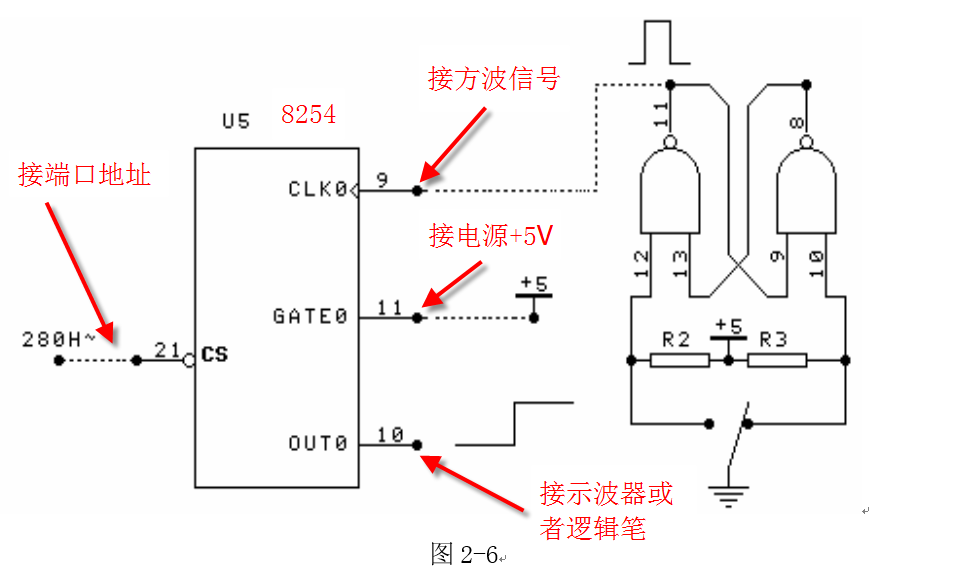 接方波信号
11
8
U5 8254
接端口地址
CLK0
9
接电源+5V
12
13
9
10
+5
GATE0
11
280H~
21
CS
R2
+5
R3
OUT0
10
接示波器或
者逻辑笔
图 2-6